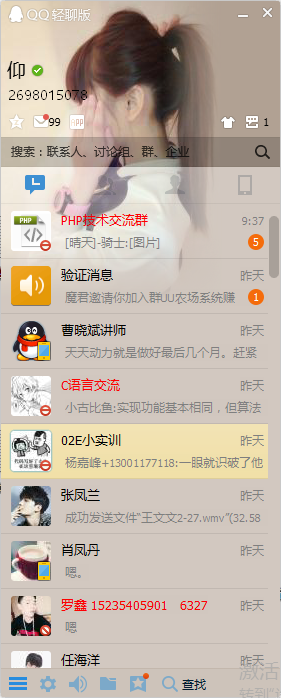 QQ轻聊版
仰
2698015078
99
1
搜索：联系人、讨论组、群、企业
PHP技术交流群 9:37
[晴天]-骑士:[图片] 5
验证消息 昨天
魔君邀请你加入群UU农场系统赚 1
曹晓斌讲师 昨天
天天动力就是做好最后几个月。赶紧
C语言交流 昨天
小古比鱼:实现功能基本相同，但算法
02E小实训 昨天
杨嘉峰+13001177118:一眼就识破了他
张凤兰 昨天
成功发送文件"王文文2-27.wmv"(32.58
肖凤丹 昨天
嗯。
罗鑫 15235405901 6327 昨天
嗯
任海洋 昨天
激活
转到"
查找